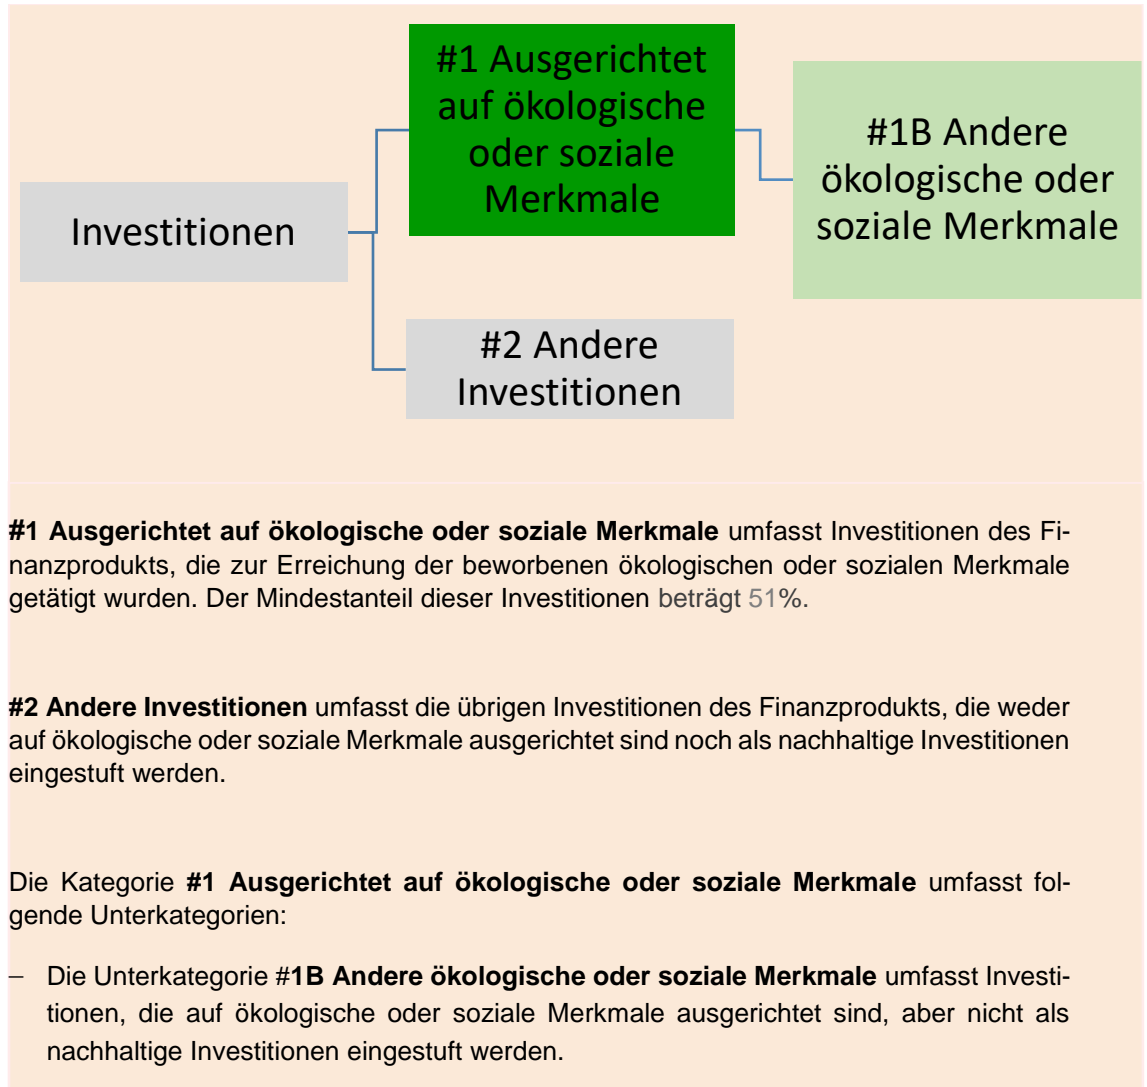 #1 Ausgerichtet
auf ökologische
oder soziale
Merkmale
#1B Andere
ökologische oder
soziale Merkmale
Investitionen
#2 Andere
Investitionen
#1 Ausgerichtet auf ökologische oder soziale Merkmale umfasst Investitionen des Fi-
nanzprodukts, die zur Erreichung der beworbenen ökologischen oder sozialen Merkmale
getätigt wurden. Der Mindestanteil dieser Investitionen beträgt 51%.
#2 Andere Investitionen umfasst die übrigen Investitionen des Finanzprodukts, die weder
auf ökologische oder soziale Merkmale ausgerichtet sind noch als nachhaltige Investitionen
eingestuft werden.
Die Kategorie #1 Ausgerichtet auf ökologische oder soziale Merkmale umfasst fol-
gende Unterkategorien:
– Die Unterkategorie #1B Andere ökologische oder soziale Merkmale umfasst Investi-
tionen, die auf ökologische oder soziale Merkmale ausgerichtet sind, aber nicht als
nachhaltige Investitionen eingestuft werden.